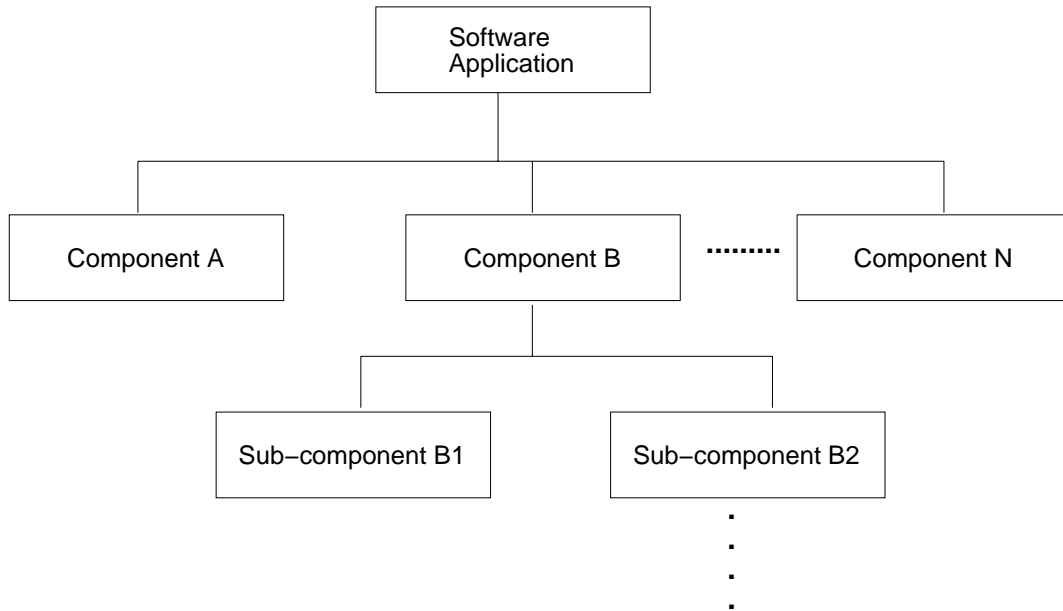 Software
Application
Component A
Component B
.........
Component N
Sub−component B1
Sub−component B2